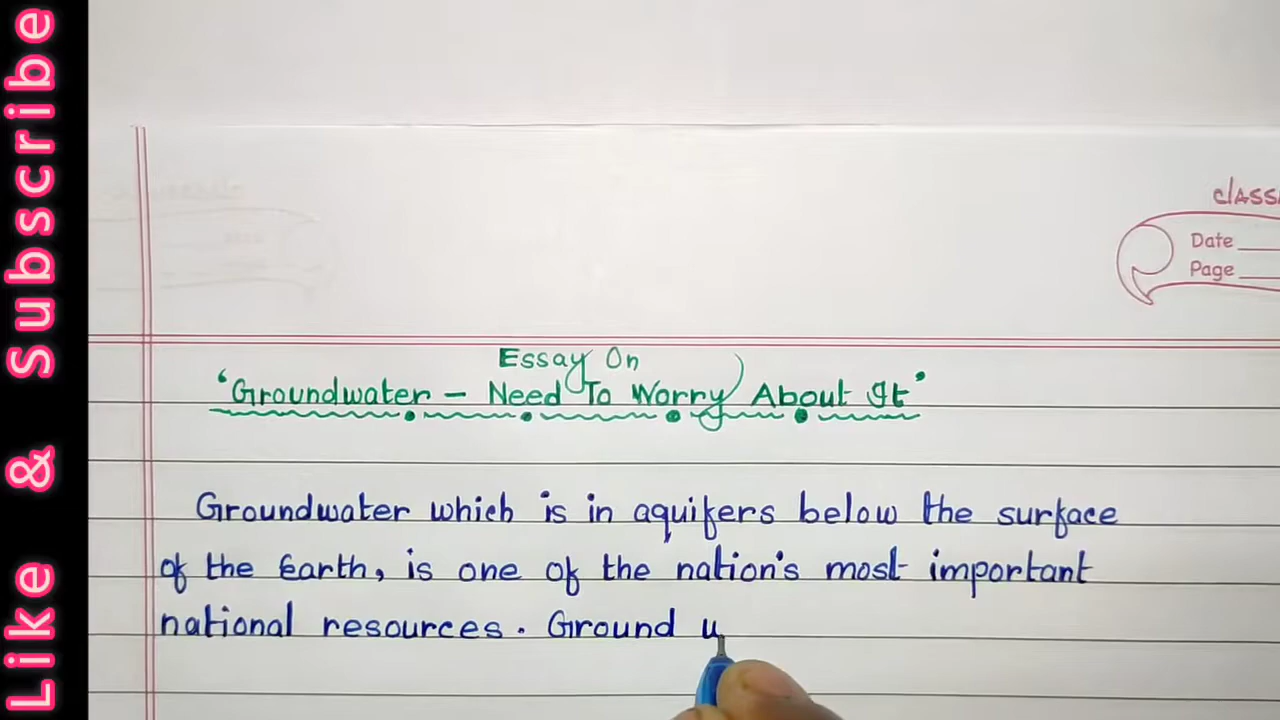 Like & Subscribe
Date
Page
Essay On
'Groundwater - Need To Worry About It'
Groundwater which is in aquifers below the surface
of the Earth, is one of the nation's most important
national resources. Ground